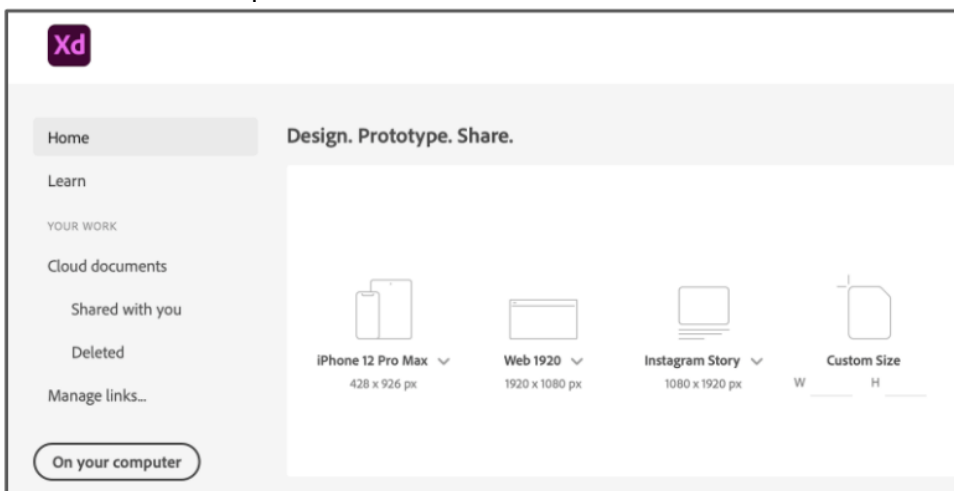 Xd
Home
Design. Prototype. Share.
Learn
YOUR WORK
Cloud documents
Shared with you
Deleted
Manage links...
On your computer
iPhone 12 Pro Max
428 x 926 px
Web 1920
1920 x 1080 px
Instagram Story
1080 x 1920 px
Custom Size
W H